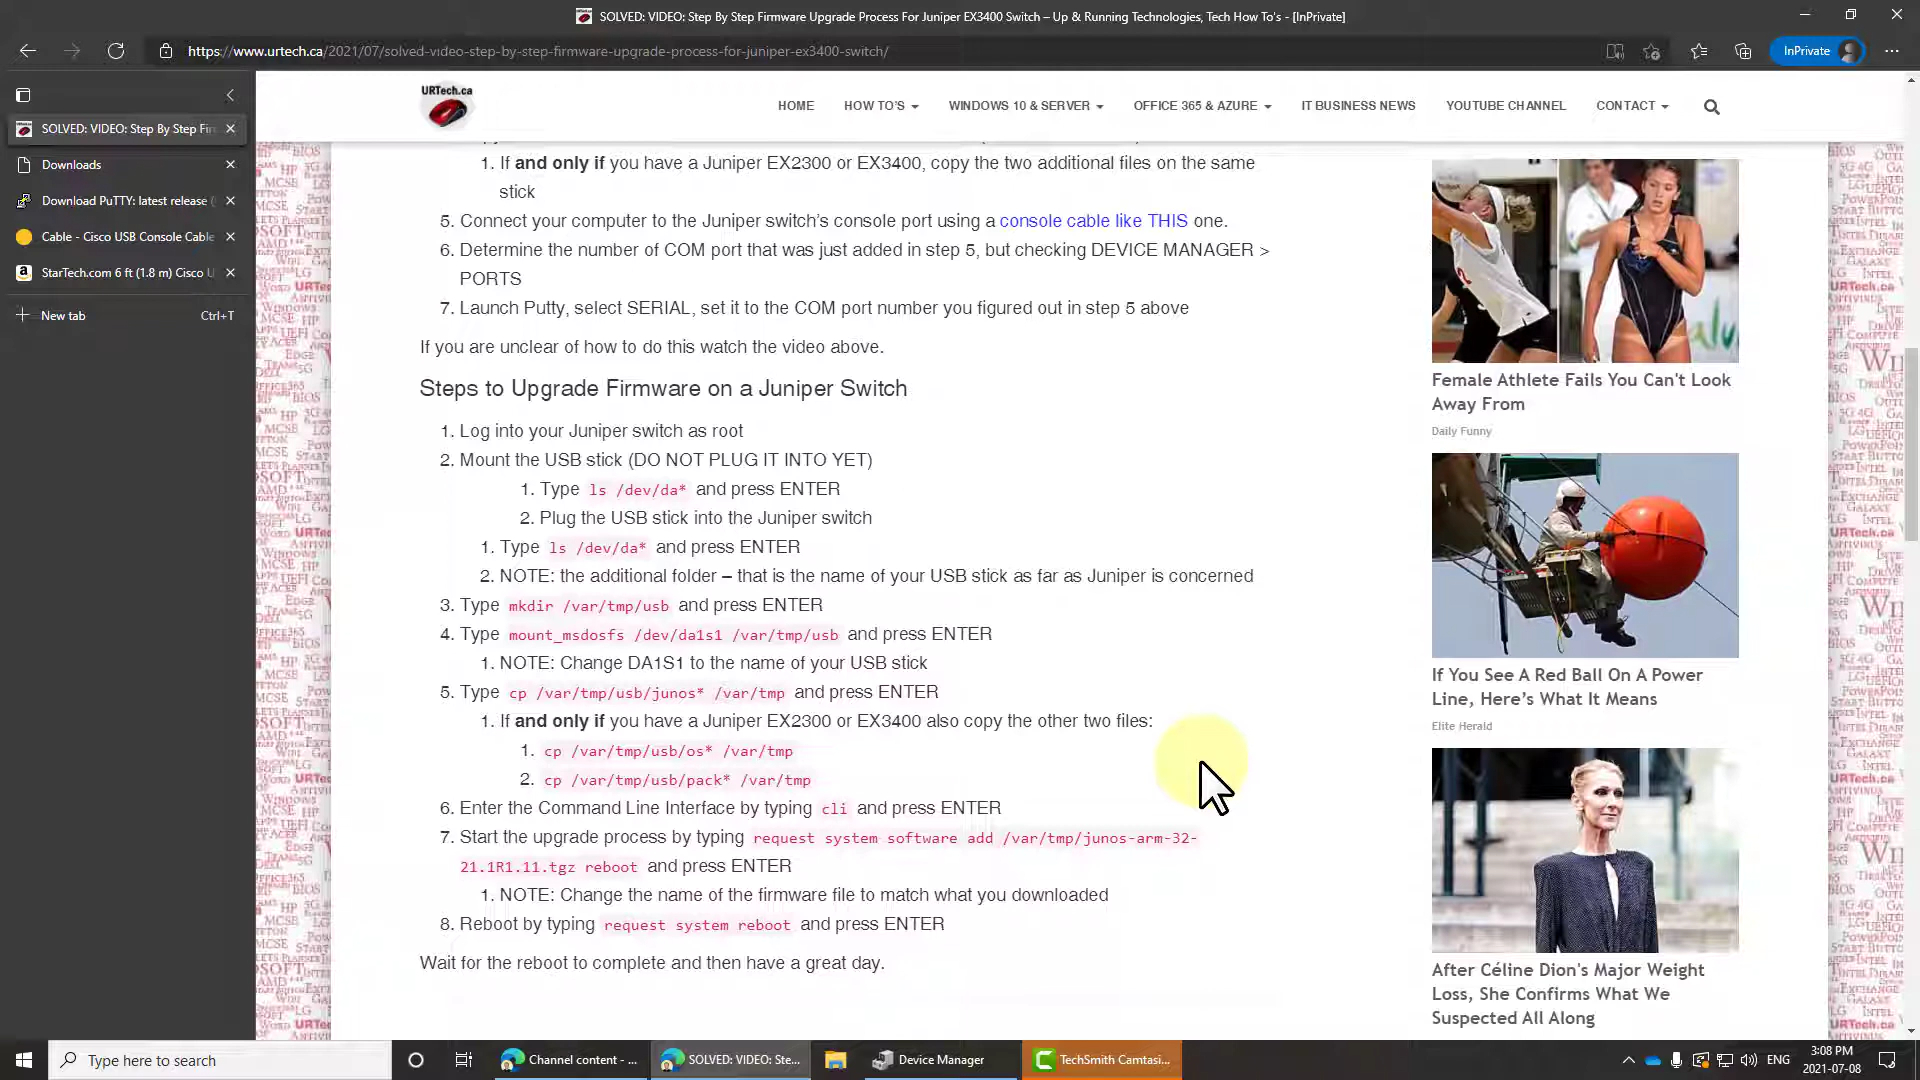 SOLVED: VIDEO: Step By Step Firmware Upgrade Process For Juniper EX3400 Switch – Up & Running Technologies, Tech How To's - [InPrivate]
https://www.urtech.ca/2021/07/solved-video-step-by-step-firmware-upgrade-process-for-juniper-ex3400-switch/
InPrivate
SOLVED: VIDEO: Step By Step Fir
Downloads
Download PuTTY: latest release (
Cable - Cisco USB Console Cable
StarTech.com 6 ft (1.8 m) Cisco U
New tab Ctrl+T
URTech.ca
HOME HOW TO'S WINDOWS 10 & SERVER OFFICE 365 & AZURE IT BUSINESS NEWS YOUTUBE CHANNEL CONTACT
1. If and only if you have a Juniper EX2300 or EX3400, copy the two additional files on the same
stick
5. Connect your computer to the Juniper switch's console port using a console cable like THIS one.
6. Determine the number of COM port that was just added in step 5, but checking DEVICE MANAGER >
PORTS
7. Launch Putty, select SERIAL, set it to the COM port number you figured out in step 5 above
If you are unclear of how to do this watch the video above.
Steps to Upgrade Firmware on a Juniper Switch
1. Log into your Juniper switch as root
2. Mount the USB stick (DO NOT PLUG IT INTO YET)
1. Type ls /dev/da* and press ENTER
2. Plug the USB stick into the Juniper switch
1. Type ls /dev/da* and press ENTER
2. NOTE: the additional folder – that is the name of your USB stick as far as Juniper is concerned
3. Type mkdir /var/tmp/usb and press ENTER
4. Type mount_msdosfs /dev/da1s1 /var/tmp/usb and press ENTER
1. NOTE: Change DA1S1 to the name of your USB stick
5. Type cp /var/tmp/usb/junos* /var/tmp and press ENTER
1. If and only if you have a Juniper EX2300 or EX3400 also copy the other two files:
1. cp /var/tmp/usb/os* /var/tmp
2. cp /var/tmp/usb/pack* /var/tmp
6. Enter the Command Line Interface by typing cli and press ENTER
7. Start the upgrade process by typing request system software add /var/tmp/junos-arm-32-
21.1R1.11.tgz reboot and press ENTER
1. NOTE: Change the name of the firmware file to match what you downloaded
8. Reboot by typing request system reboot and press ENTER
Wait for the reboot to complete and then have a great day.
Female Athlete Fails You Can't Look
Away From
Daily Funny
If You See A Red Ball On A Power
Line, Here's What It Means
Elite Herald
After Céline Dion's Major Weight
Loss, She Confirms What We
Suspected All Along
Type here to search
Channel content - ...
SOLVED: VIDEO: Ste...
Device Manager
TechSmith Camtasi...
ENG
3:08 PM
2021-07-08